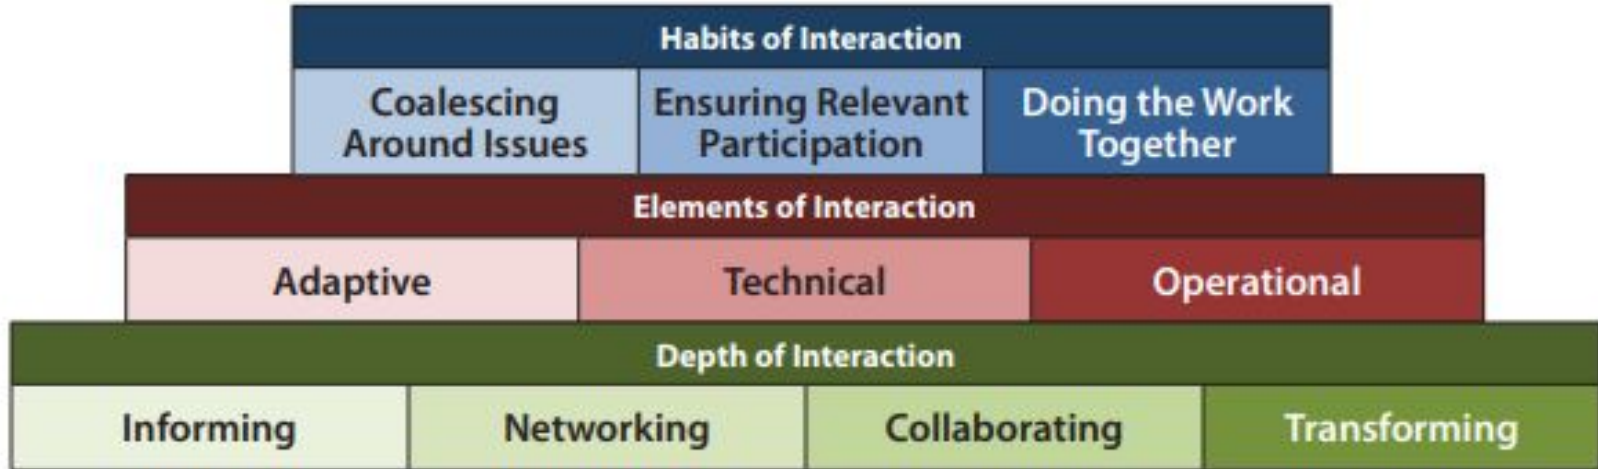 Habits of Interaction
Coalescing
Around Issues
Ensuring Relevant
Participation
Doing the Work
Together
Elements of Interaction
Adaptive
Technical
Operational
Depth of Interaction
Informing
Networking
Collaborating
Transforming